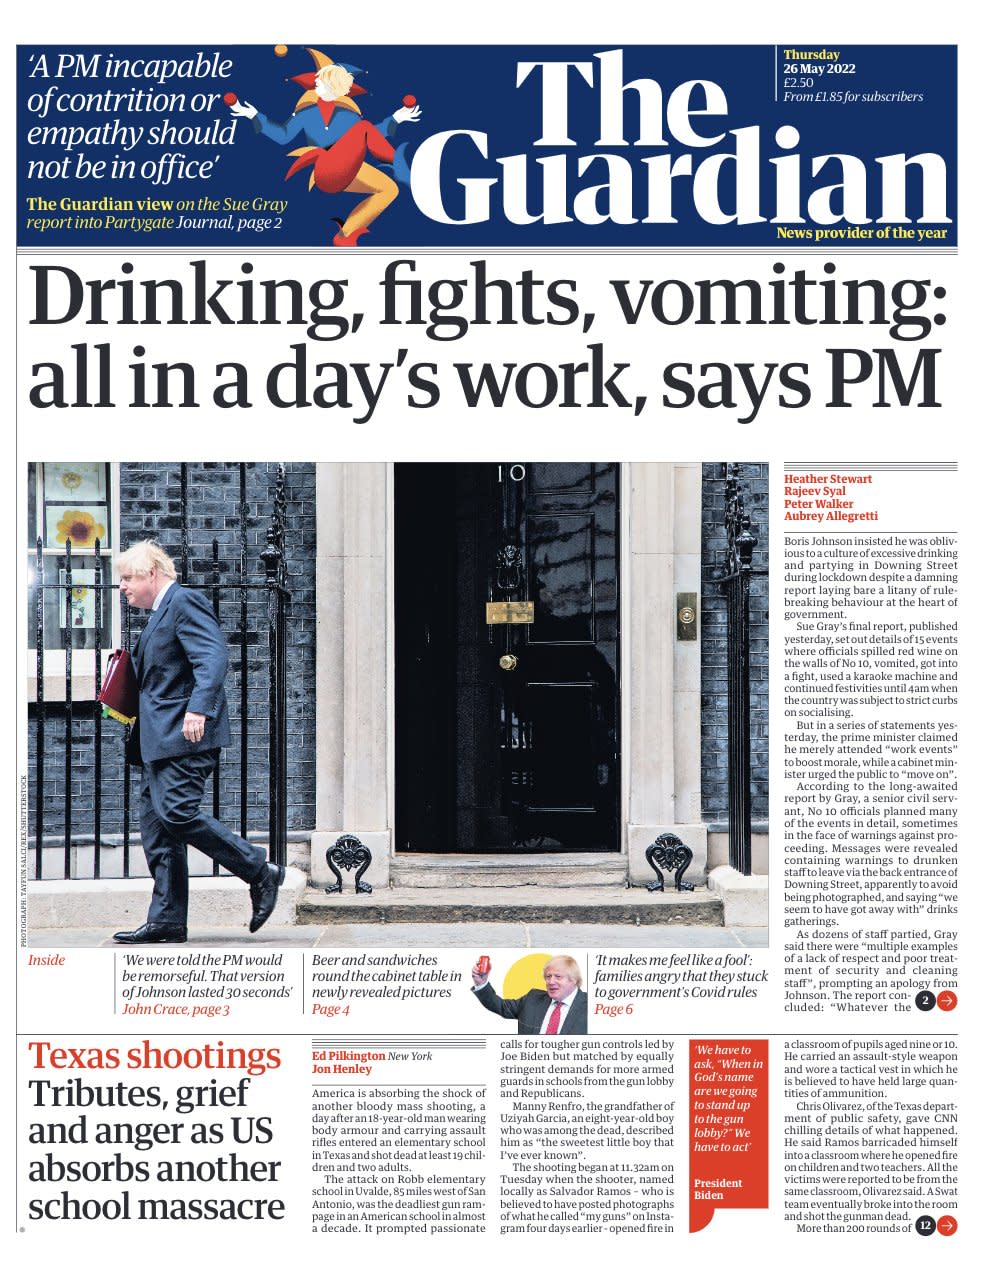 ‘A PM incapable
of contrition or
empathy should
not be in office’
The Guardian view on the Sue Gray
report into Partygate Journal, page 2
Thursday
26 May 2022
£2.50
From £1.85 for subscribers
The
Guardian
News provider of the year
Drinking, fights, vomiting:
all in a day’s work, says PM
10
PHOTOGRAPH: TAYFUN SALCI/REX/SHUTTERSTOCK
Heather Stewart
Rajeev Syal
Peter Walker
Aubrey Allegretti
Boris Johnson insisted he was obliv-
ious to a culture of excessive drinking
and partying in Downing Street
during lockdown despite a damning
report laying bare a litany of rule-
breaking behaviour at the heart of
government.
Sue Gray’s final report, published
yesterday, set out details of 15 events
where officials spilled red wine on
the walls of No 10, vomited, got into
a fight, used a karaoke machine and
continued festivities until 4am when
the country was subject to strict curbs
on socialising.
But in a series of statements yes-
terday, the prime minister claimed
he merely attended “work events”
to boost morale, while a cabinet min-
ister urged the public to “move on”.
According to the long-awaited
report by Gray, a senior civil serv-
ant, No 10 officials planned many
of the events in detail, sometimes
in the face of warnings against pro-
ceeding. Messages were revealed
containing warnings to drunken
staff to leave via the back entrance of
Downing Street, apparently to avoid
being photographed, and saying “we
seem to have got away with” drinks
gatherings.
As dozens of staff partied, Gray
said there were “multiple examples
of a lack of respect and poor treat-
ment of security and cleaning
staff”, prompting an apology from
Johnson. The report con-
cluded: “Whatever the
2
Inside
‘We were told the PM would
be remorseful. That version
of Johnson lasted 30 seconds’
John Crace, page 3
Beer and sandwiches
round the cabinet table in
newly revealed pictures
Page 4
‘It makes me feel like a fool’:
families angry that they stuck
to government’s Covid rules
Page 6
Texas shootings
Tributes, grief
and anger as US
absorbs another
school massacre
Ed Pilkington New York
Jon Henley
America is absorbing the shock of
another bloody mass shooting, a
day after an 18-year-old man wearing
body armour and carrying assault
rifles entered an elementary school
in Texas and shot dead at least 19 chil-
dren and two adults.
The attack on Robb elementary
school in Uvalde, 85 miles west of San
Antonio, was the deadliest gun ram-
page in an American school in almost
a decade. It prompted passionate
calls for tougher gun controls led by
Joe Biden but matched by equally
stringent demands for more armed
guards in schools from the gun lobby
and Republicans.
Manny Renfro, the grandfather of
Uziyah Garcia, an eight-year-old boy
who was among the dead, described
him as “the sweetest little boy that
I’ve ever known”.
The shooting began at 11.32am on
Tuesday when the shooter, named
locally as Salvador Ramos – who is
believed to have posted photographs
of what he called “my guns” on Insta-
gram four days earlier - opened fire in
‘We have to
ask, “When in
God’s name
are we going
to stand up
to the gun
lobby?” We
have to act’
President
Biden
a classroom of pupils aged nine or 10.
He carried an assault-style weapon
and wore a tactical vest in which he
is believed to have held large quan-
tities of ammunition.
Chris Olivarez, of the Texas depart-
ment of public safety, gave CNN
chilling details of what happened.
He said Ramos barricaded himself
into a classroom where he opened fire
on children and two teachers. All the
victims were reported to be from the
same classroom, Olivarez said. A Swat
team eventually broke into the room
and shot the gunman dead.
More than 200 rounds of
12